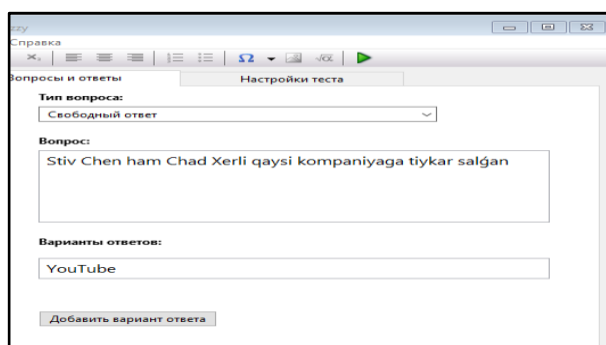 zzy
Справка
X, Ω √α
Вопросы и ответы Настройки теста
Тип вопроса:
Свободный ответ
Вопрос:
Stiv Chen ham Chad Xerli qaysi kompaniyaga tiykar salǵan
Варианты ответов:
YouTube
Добавить вариант ответа